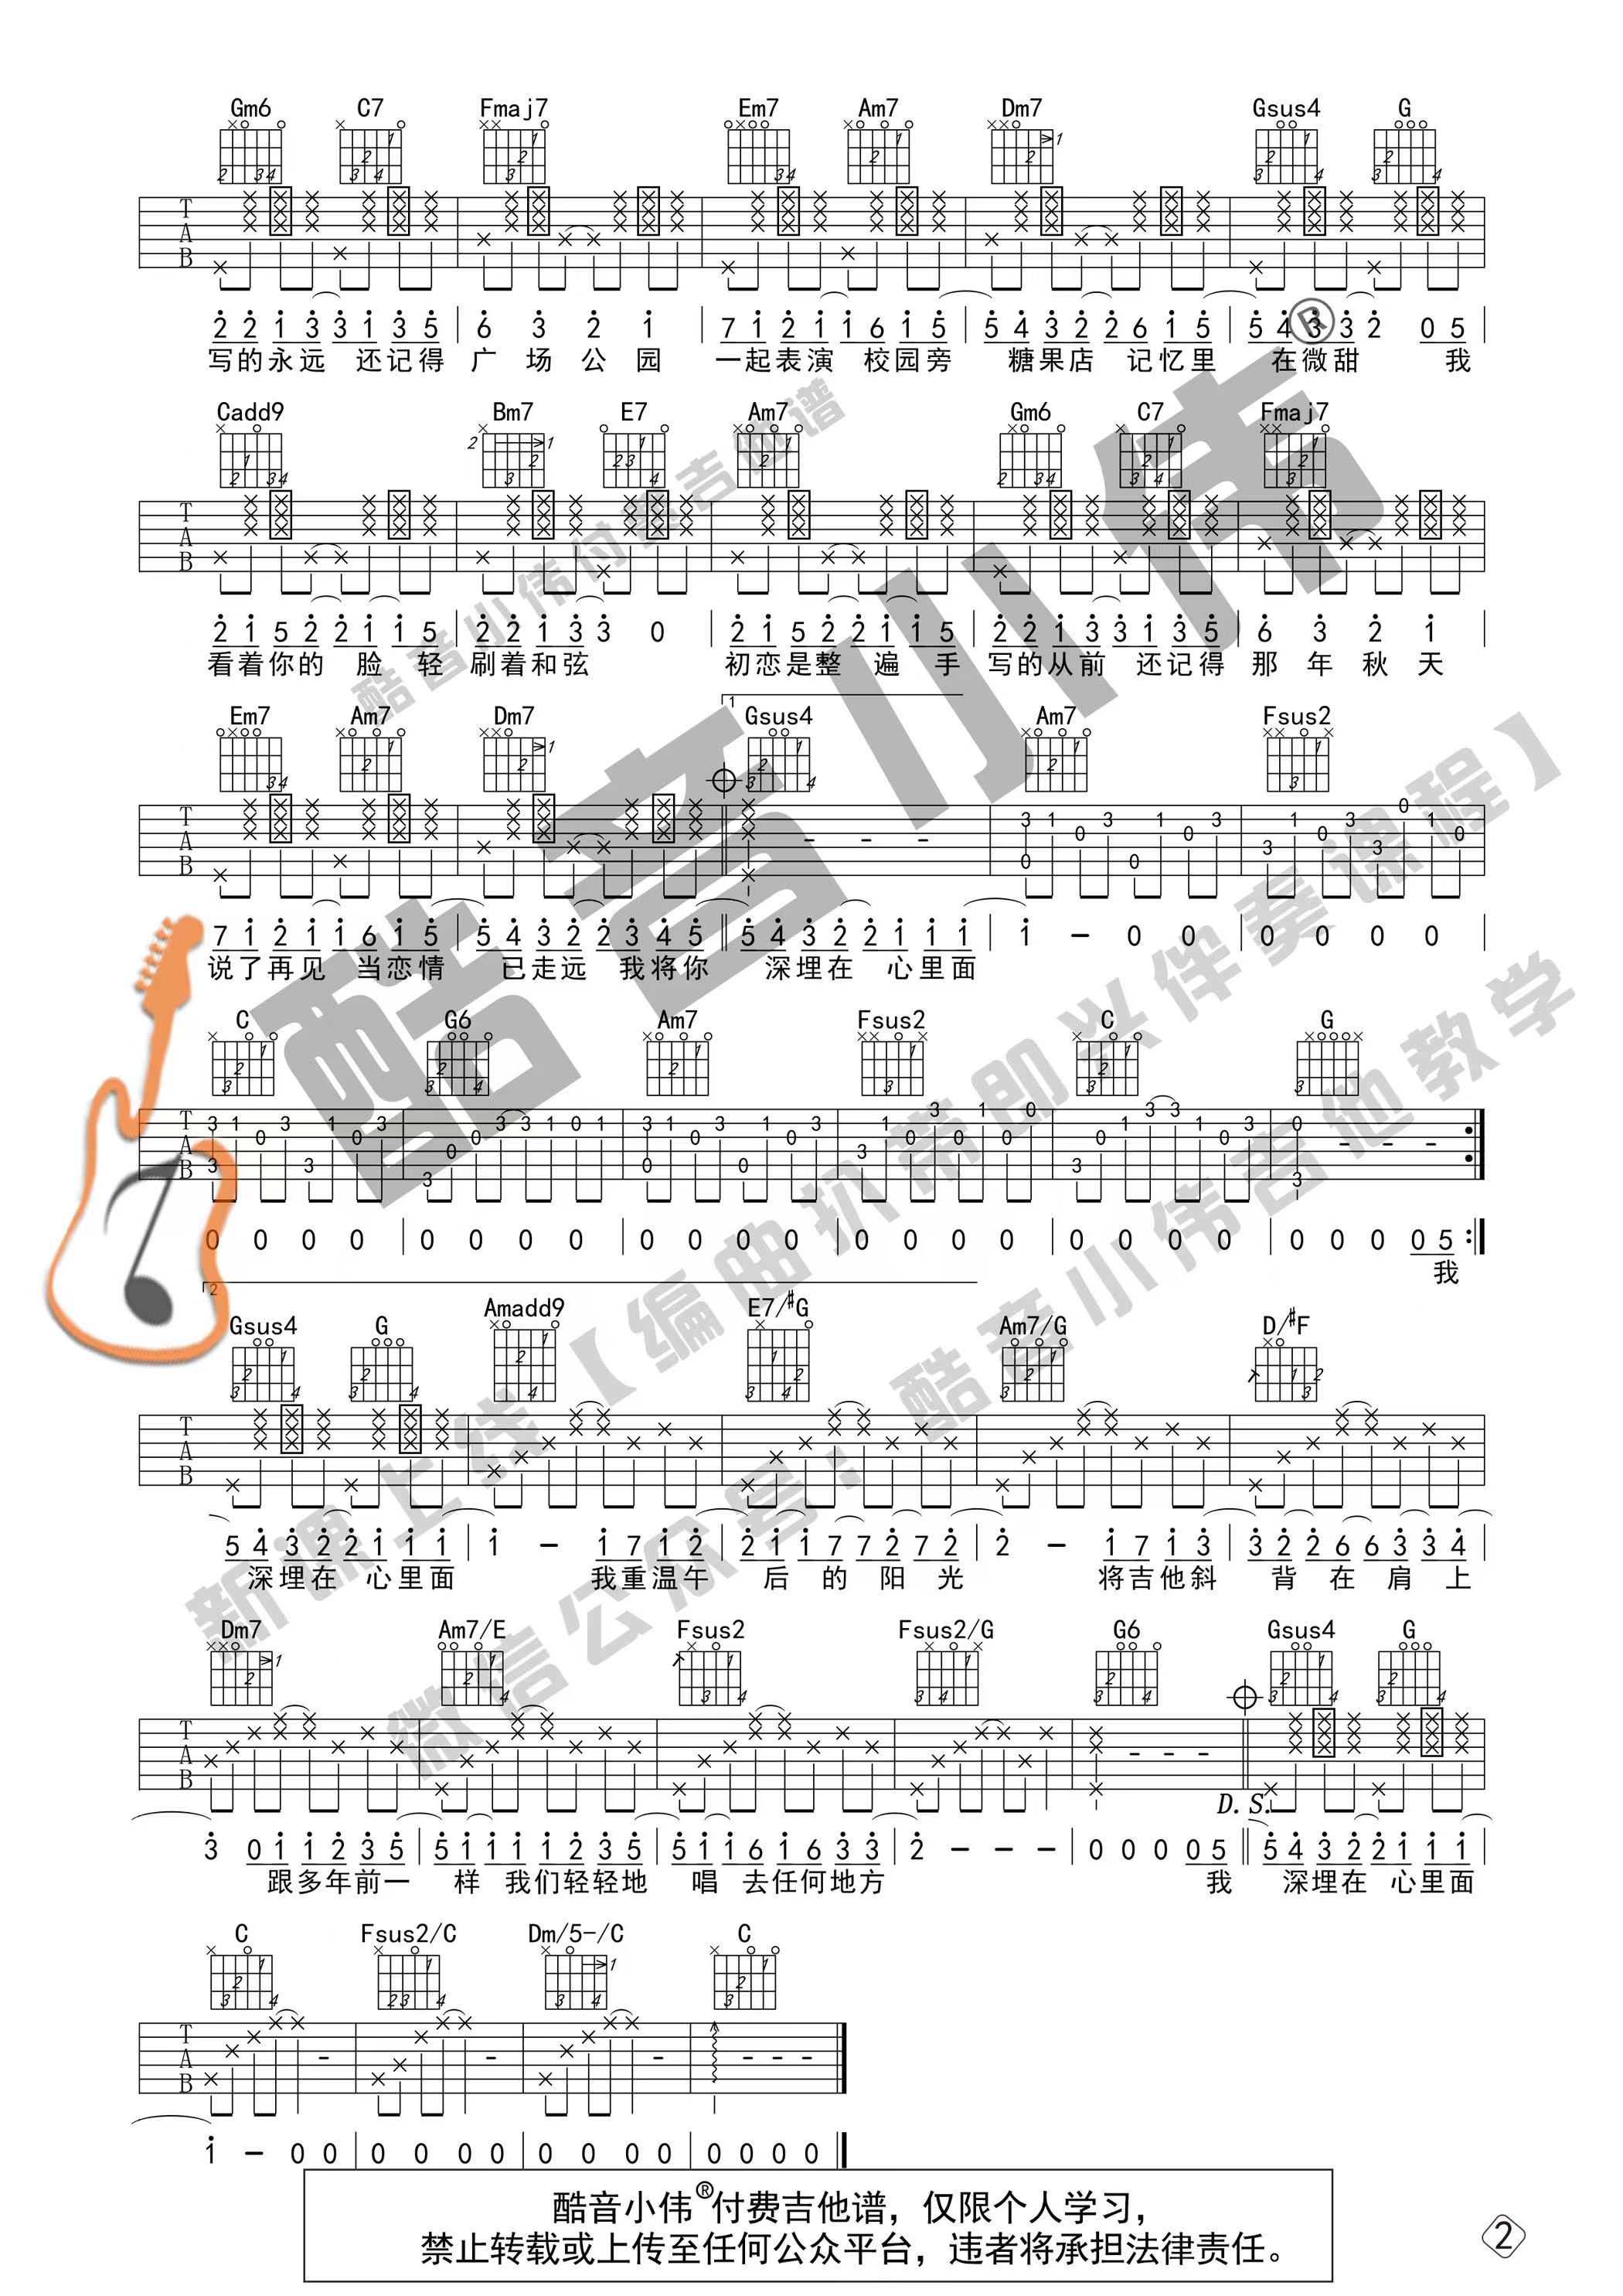 Gm6 C7 Fmaj7 Em7 Am7 Dm7 Gsus4 G
2 2 1 3 3 1 3 5 | 6 3 2 1 | 7 1 2 1 1 6 1 5 | 5 4 3 2 2 6 1 5 | 5 4 3 3 2 0 5 |
写的永远 还记得 广 场 公 园 一起表演 校园旁 糖果店 记忆里 在微甜 我
Cadd9 Bm7 E7 Am7 Gm6 C7 Fmaj7
2 1 5 2 2 1 1 5 | 2 2 1 3 3 0 | 2 1 5 2 2 1 1 5 | 2 2 1 3 3 1 3 5 | 6 3 2 1 |
看着你的 脸 轻 刷着和弦 初恋是整 遍 手 写的从前 还记得 那 年 秋 天
1
Em7 Am7 Dm7 Gsus4 Am7 Fsus2
7 1 2 1 1 6 1 5 | 5 4 3 2 2 3 4 5 || 5 4 3 2 2 1 1 1 | 1 - 0 0 | 0 0 0 0 |
说了再见 当恋情 已走远 我将你 深埋在 心里面
C G6 Am7 Fsus2 C G
0 0 0 0 | 0 0 0 0 | 0 0 0 0 | 0 0 0 0 | 0 0 0 0 | 0 0 0 0 5 :||
我
2
Gsus4 G Amadd9 E7/#G Am7/G D/#F
5 4 3 2 2 1 1 1 | 1 - 1 7 1 2 | 2 1 1 7 7 2 7 2 | 2 - 1 7 1 3 | 3 2 2 6 6 3 3 4 |
深埋在 心里面 我重温午 后 的 阳 光 将吉他斜 背 在 肩 上
Dm7 Am7/E Fsus2 Fsus2/G G6 Gsus4 G
D. S.
3 0 1 1 2 3 5 | 5 1 1 1 1 2 3 5 | 5 1 1 6 1 6 3 3 | 2 - - - | 0 0 0 0 5 || 5 4 3 2 2 1 1 1 |
跟多年前一 样 我们轻轻地 唱 去任何地方 我 深埋在 心里面
C Fsus2/C Dm/5-/C C
1 - 0 0 | 0 0 0 0 | 0 0 0 0 | 0 0 0 0 ||
酷音小伟®付费吉他谱，仅限个人学习，
禁止转载或上传至任何公众平台，违者将承担法律责任。
2
酷音小伟®
酷音小伟付费吉他谱
新课上线【编曲扒带即兴伴奏课程】
微信公众号：酷音小伟吉他教学